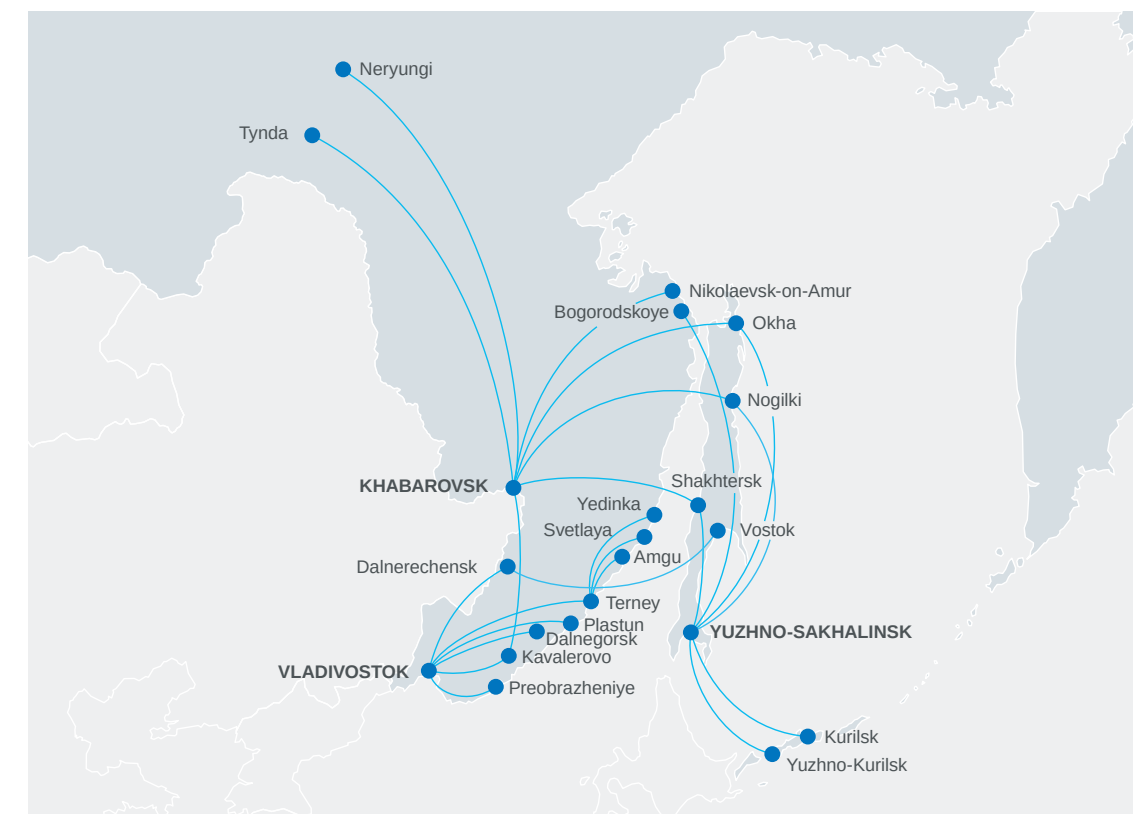 Neryungi
Tynda
Nikolaevsk-on-Amur
Bogorodskoye
Okha
Nogilki
KHABAROVSK
Shakhtersk
Yedinka
Svetlaya
Vostok
Amgu
Dalnerechensk
Terney
Plastun
YUZHNO-SAKHALINSK
Dalnegorsk
Kavalerovo
VLADIVOSTOK
Preobrazheniye
Kurilsk
Yuzhno-Kurilsk